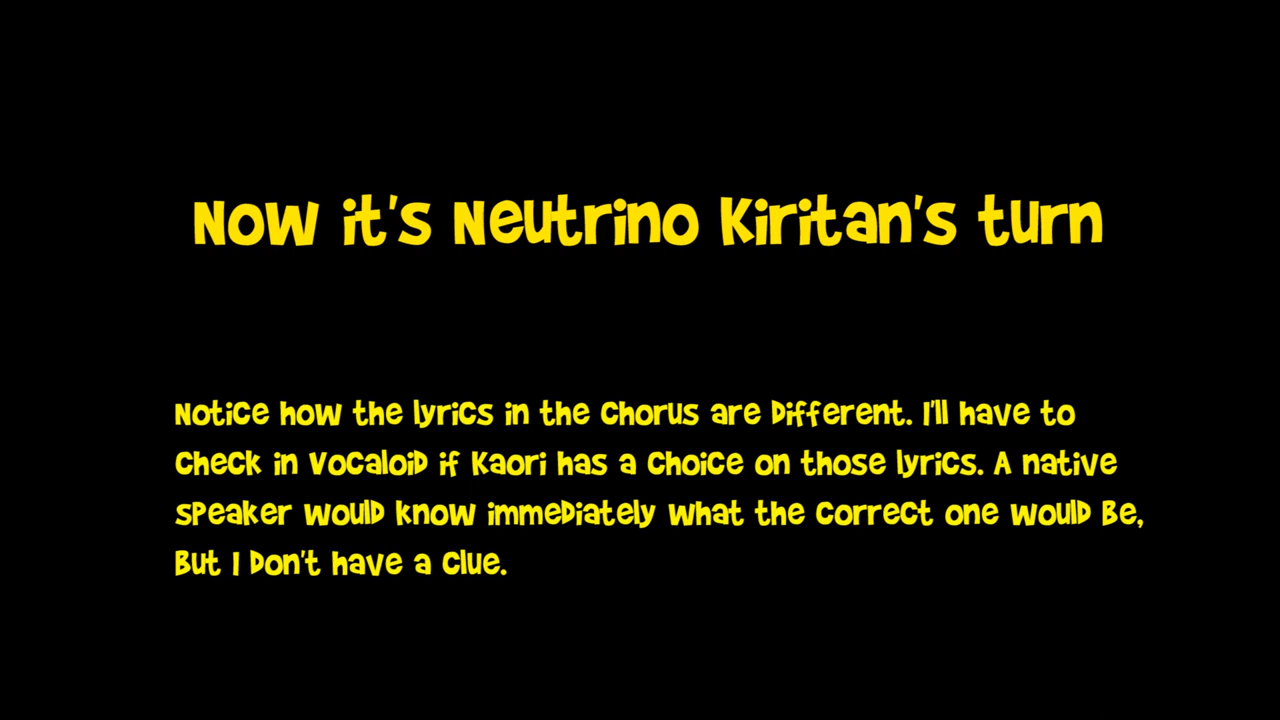 Now it's Neutrino Kiritan's turn
Notice how the lyrics in the chorus are different. I'll have to
check in Vocaloid if Kaori has a choice on those lyrics. A native
speaker would know immediately what the correct one would be,
but I don't have a clue.